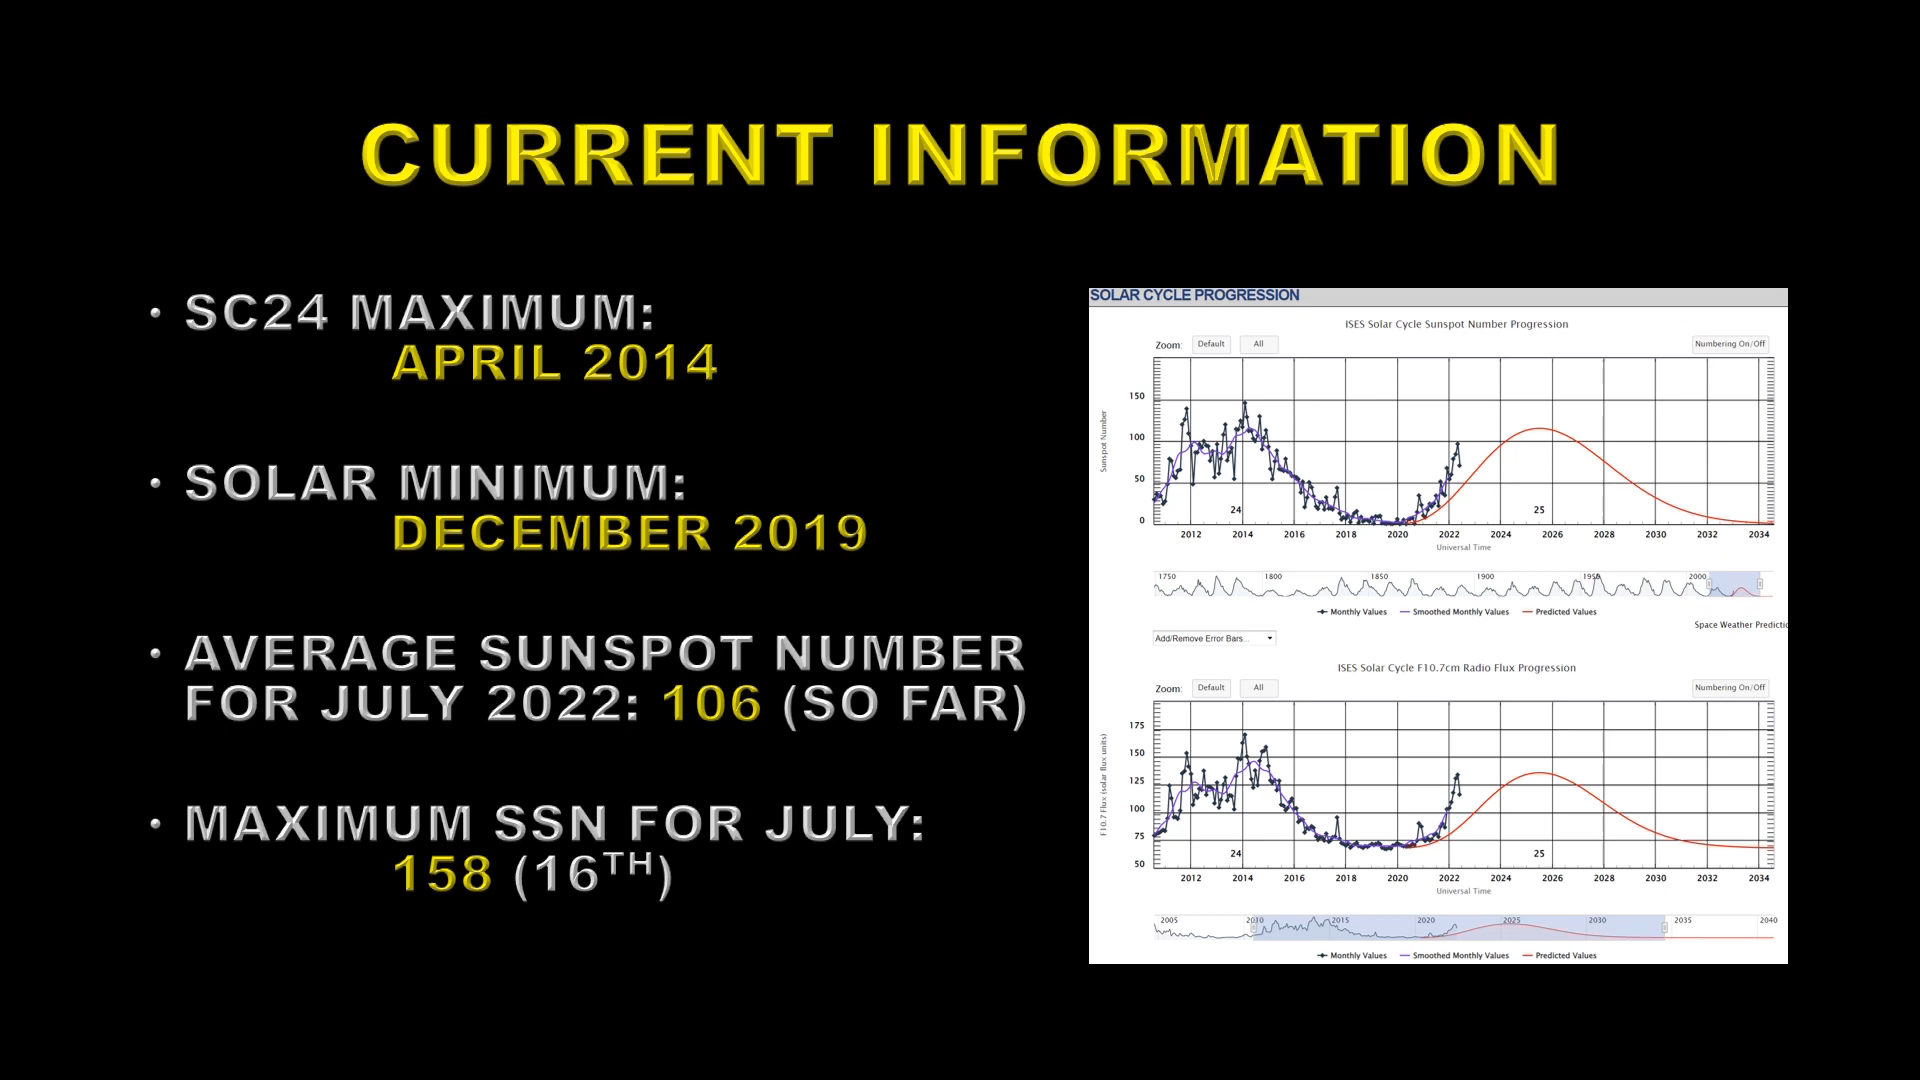 CURRENT INFORMATION
• SC24 MAXIMUM:
APRIL 2014
• SOLAR MINIMUM:
DECEMBER 2019
• AVERAGE SUNSPOT NUMBER
FOR JULY 2022: 106 (SO FAR)
• MAXIMUM SSN FOR JULY:
158 (16TH)
SOLAR CYCLE PROGRESSION
ISES Solar Cycle Sunspot Number Progression
Zoom: Default All Numbering On/Off
Sunspot Number
150
100
50
0
24 25
2012 2014 2016 2018 2020 2022 2024 2026 2028 2030 2032 2034
Universal Time
1750 1800 1850 1900 1950 2000
Monthly Values Smoothed Monthly Values Predicted Values
Space Weather Predictio
Add/Remove Error Bars...
ISES Solar Cycle F10.7cm Radio Flux Progression
Zoom: Default All Numbering On/Off
F10.7 Flux (solar flux units)
175
150
125
100
75
50
24 25
2012 2014 2016 2018 2020 2022 2024 2026 2028 2030 2032 2034
Universal Time
2005 2010 2015 2020 2025 2030 2035 2040
Monthly Values Smoothed Monthly Values Predicted Values